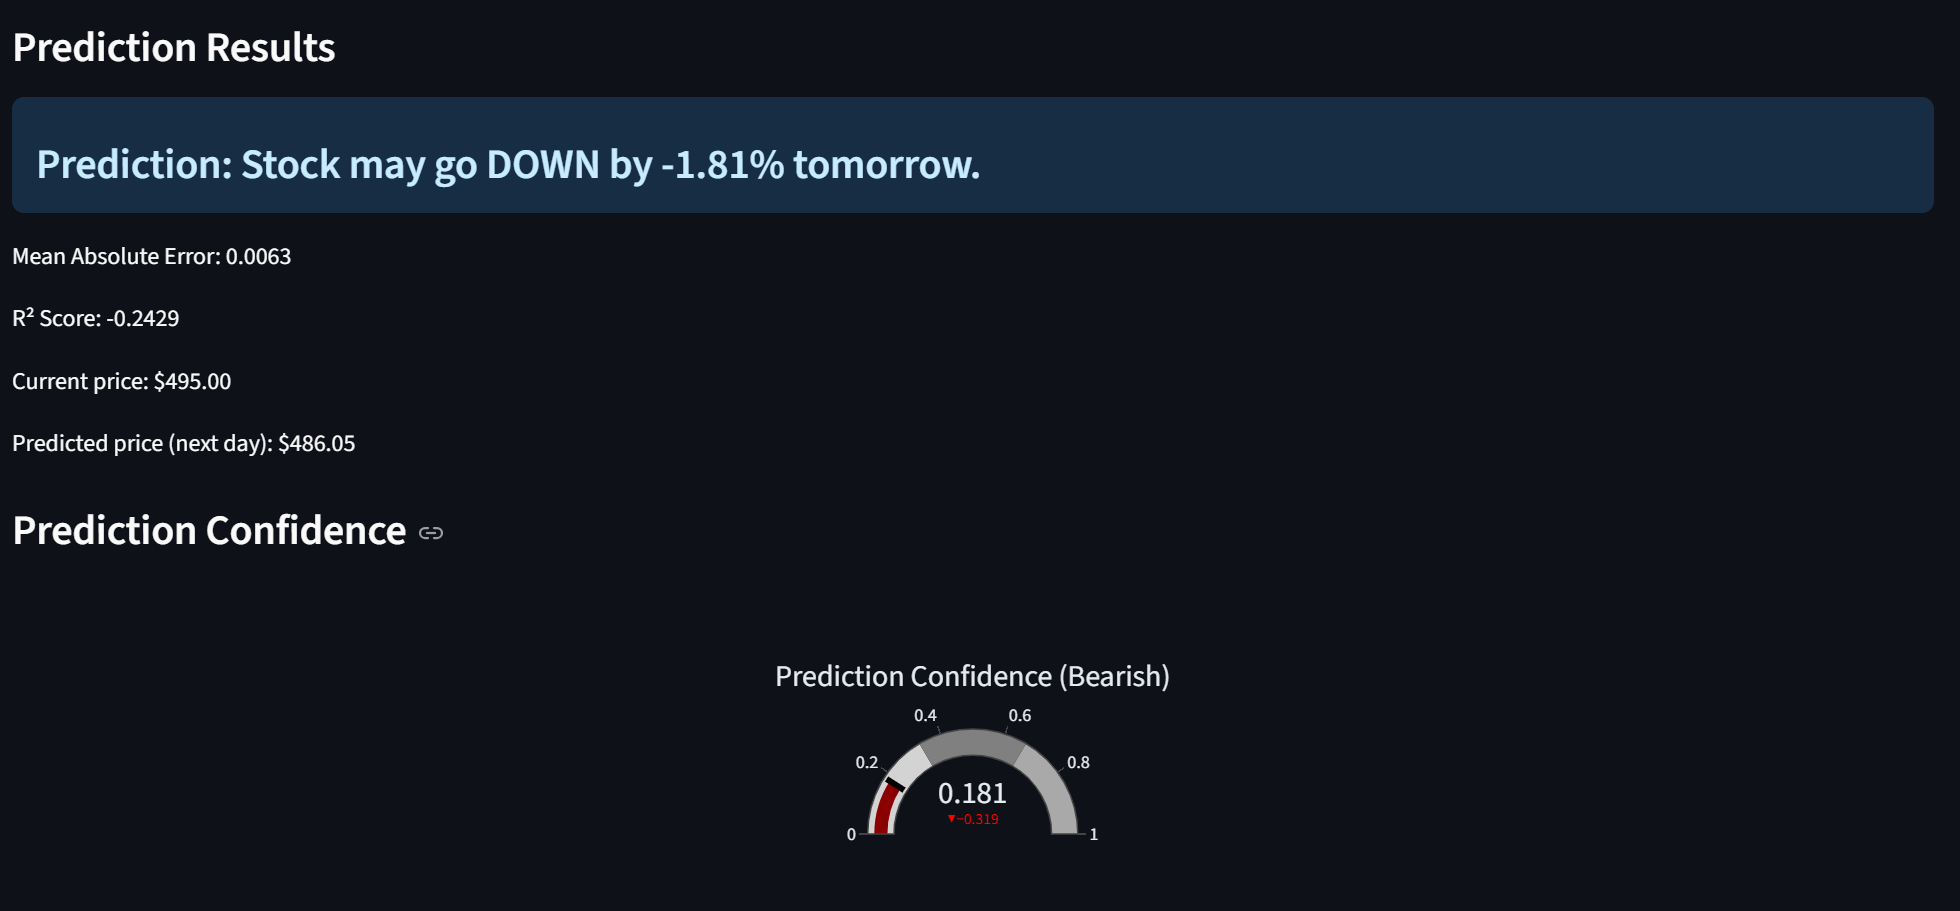 Prediction Results
Prediction: Stock may go DOWN by -1.81% tomorrow.
Mean Absolute Error: 0.0063
R² Score: -0.2429
Current price: $495.00
Predicted price (next day): $486.05
Prediction Confidence
Prediction Confidence (Bearish)
0.4
0.6
0.2
0.8
0.181
▼−0.319
0
1